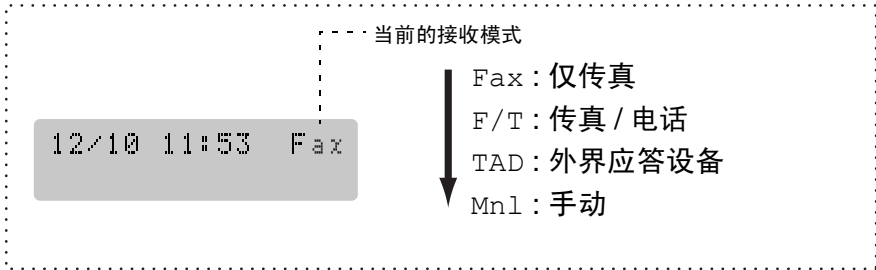 当前的接收模式
12/10 11:53 Fax
Fax : 仅传真
F/T : 传真 / 电话
TAD : 外界应答设备
Mnl : 手动